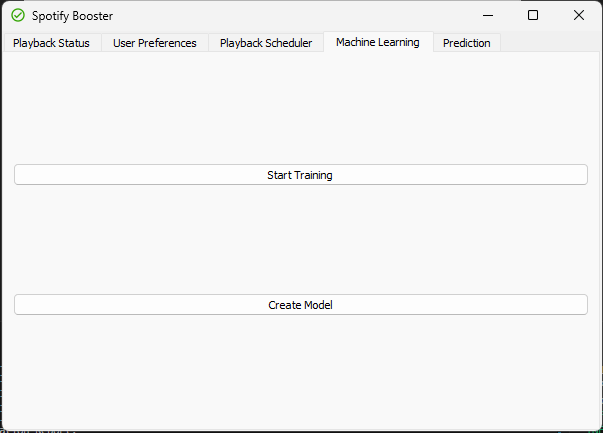 Spotify Booster
Playback Status User Preferences Playback Scheduler Machine Learning Prediction
Start Training
Create Model